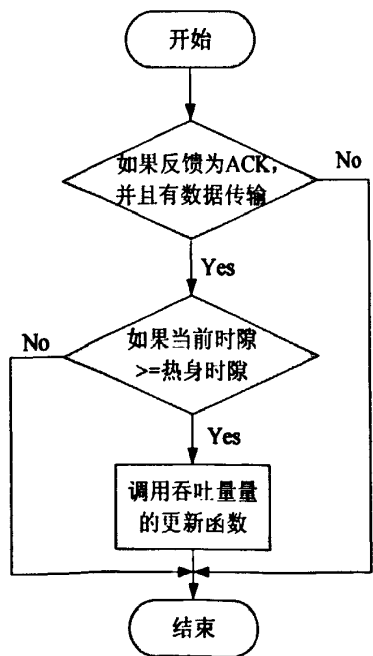 开始
如果反馈为ACK，
并且有数据传输
No
Yes
如果当前时隙
>=热身时隙
No
Yes
调用吞吐量量
的更新函数
结束